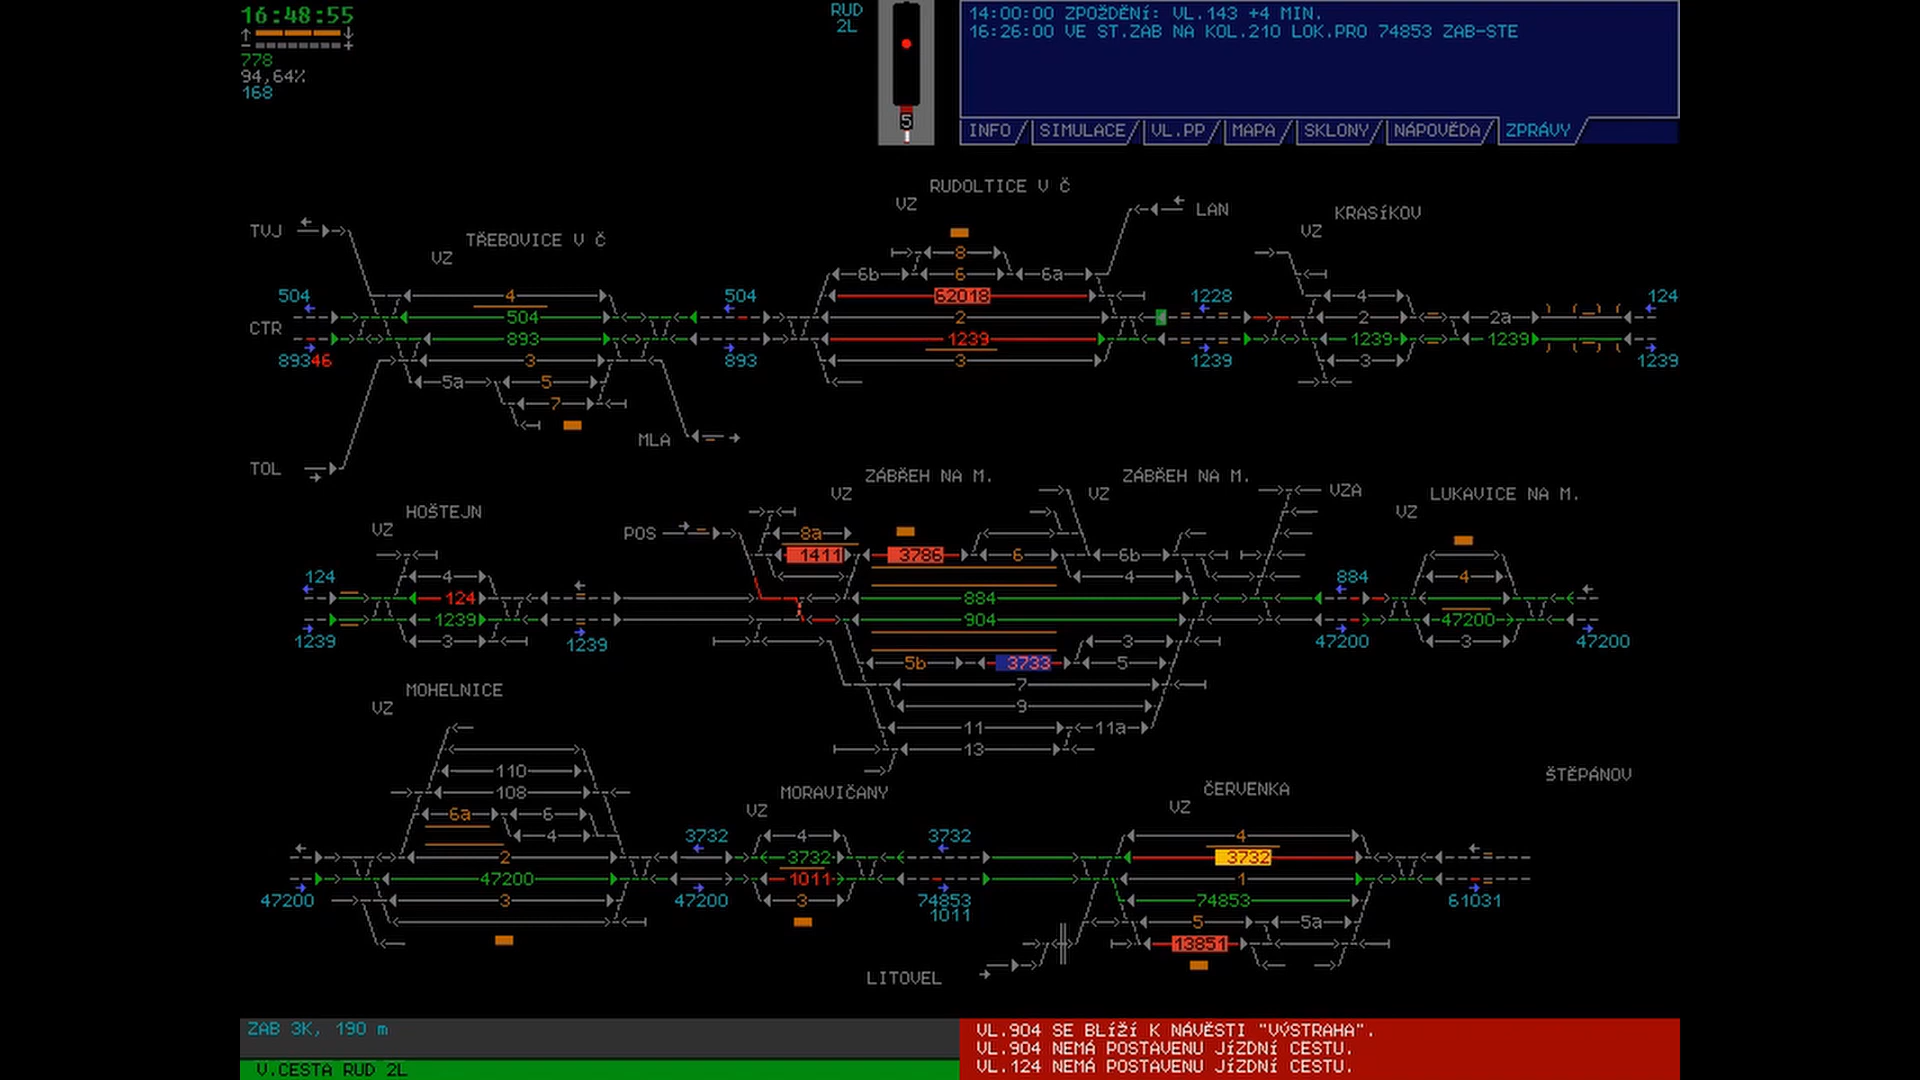 16:48:55
778
94,64%
168
RUD
2L
5
14:00:00 ZPOŽDĚNÍ: VL.143 +4 MIN.
16:26:00 VE ST.ZAB NA KOL.210 LOK.PRO 74853 ZAB-STE
INFO SIMULACE VL.PP MAPA SKLONY NÁPOVĚDA ZPRÁVY
RUDOLTICE V Č
VZ
LAN
KRASÍKOV
VZ
TVJ
TŘEBOVICE V Č
VZ
8
6b 6 6a
504 4 504 62018 1228 4 124
CTR 504 2 2 2a
893 1239 1239 1239
8946 3 893 3 1239 3 1239
5a 5
7
MLA
TOL
ZÁBŘEH NA M. ZÁBŘEH NA M.
VZ VZ VZA
LUKAVICE NA M.
VZ
HOŠTEJN
VZ
POS 8a
1411 3786 6 6b
124 4 4 884 4
124 884
1239 904 47200
1239 3 1239 3 47200 3 47200
5b 3733 5
7
9
11 11a
13
MOHELNICE
VZ
110
108
6a 6
4
2
47200
47200 3
MORAVIČANY
VZ
3732 4 3732
3732
1011
47200 3 74853
1011
ČERVENKA
VZ
ŠTĚPÁNOV
4
3732
1
74853 61031
5 5a
13851
LITOVEL
ZAB 3K, 190 m
V.CESTA RUD 2L
VL.904 SE BLÍŽÍ K NÁVĚSTI "VÝSTRAHA".
VL.904 NEMÁ POSTAVENU JÍZDNÍ CESTU.
VL.124 NEMÁ POSTAVENU JÍZDNÍ CESTU.